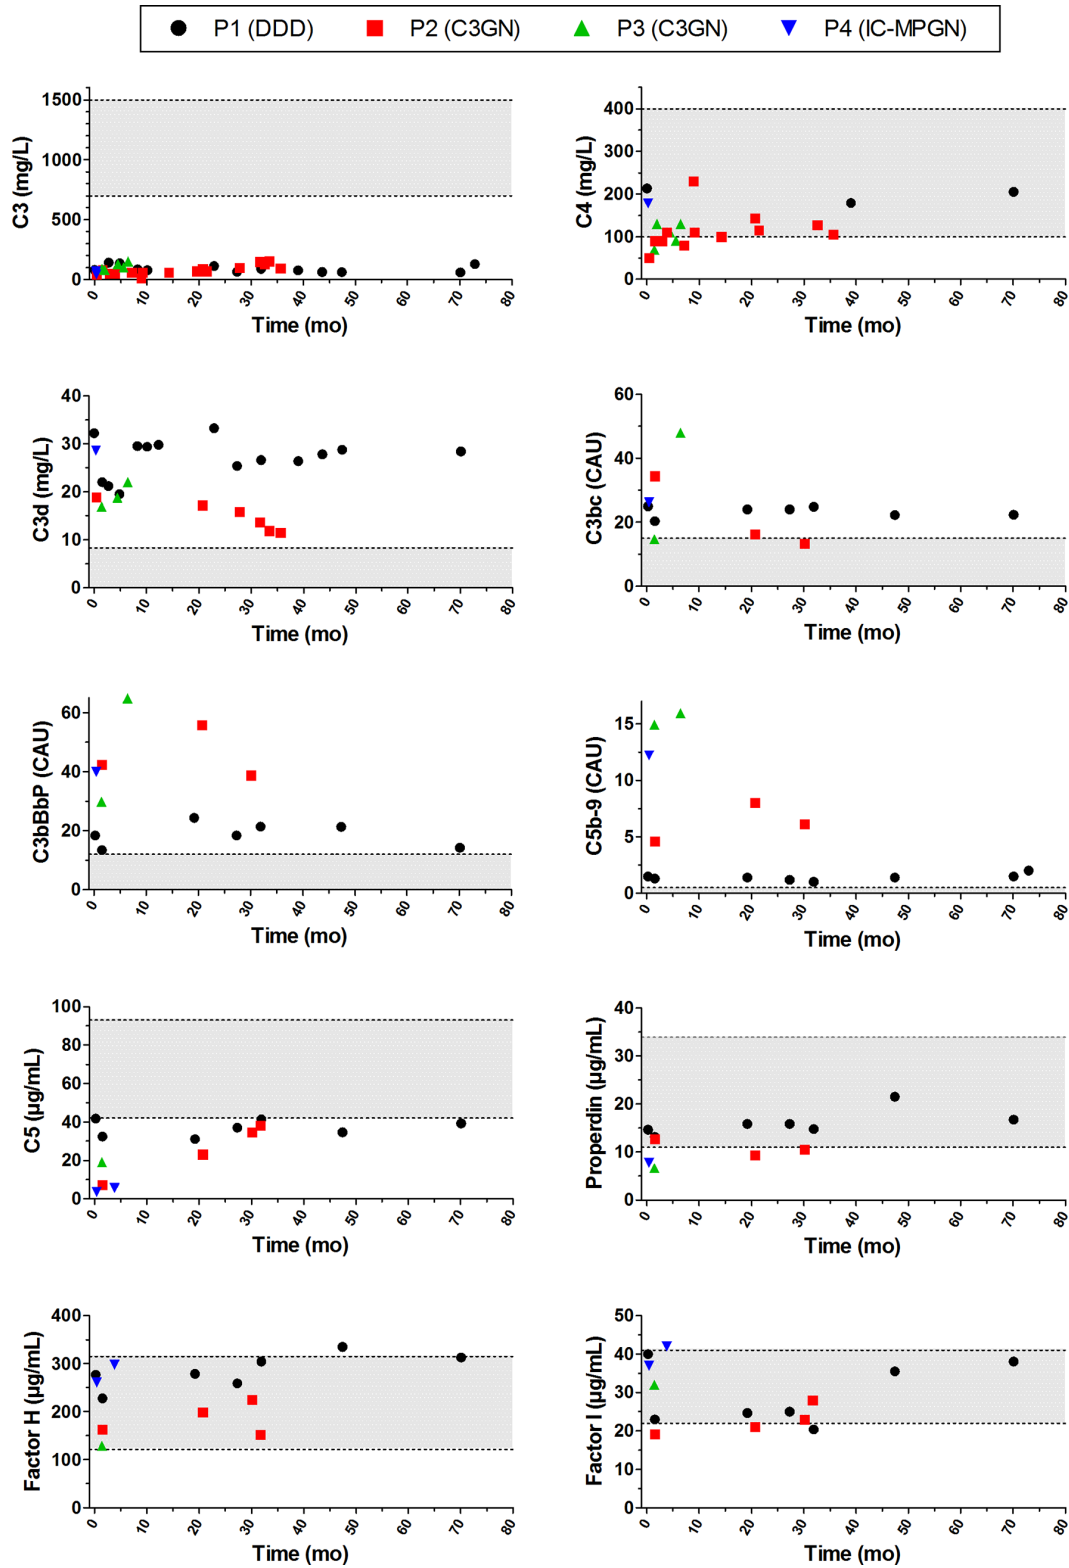 P1 (DDD) P2 (C3GN) P3 (C3GN) P4 (IC-MPGN)
C3 (mg/L)
1500
1000
500
0
0 10 20 30 40 50 60 70 80
Time (mo)
C4 (mg/L)
400
300
200
100
0
0 10 20 30 40 50 60 70 80
Time (mo)
C3d (mg/L)
40
30
20
10
0
0 10 20 30 40 50 60 70 80
Time (mo)
C3bc (CAU)
60
40
20
0
0 10 20 30 40 50 60 70 80
Time (mo)
C3bBbP (CAU)
60
40
20
0
0 10 20 30 40 50 60 70 80
Time (mo)
C5b-9 (CAU)
15
10
5
0
0 10 20 30 40 50 60 70 80
Time (mo)
C5 (µg/mL)
100
80
60
40
20
0
0 10 20 30 40 50 60 70 80
Time (mo)
Properdin (µg/mL)
40
30
20
10
0
0 10 20 30 40 50 60 70 80
Time (mo)
Factor H (µg/mL)
400
300
200
100
0
0 10 20 30 40 50 60 70 80
Time (mo)
Factor I (µg/mL)
50
40
30
20
10
0
0 10 20 30 40 50 60 70 80
Time (mo)